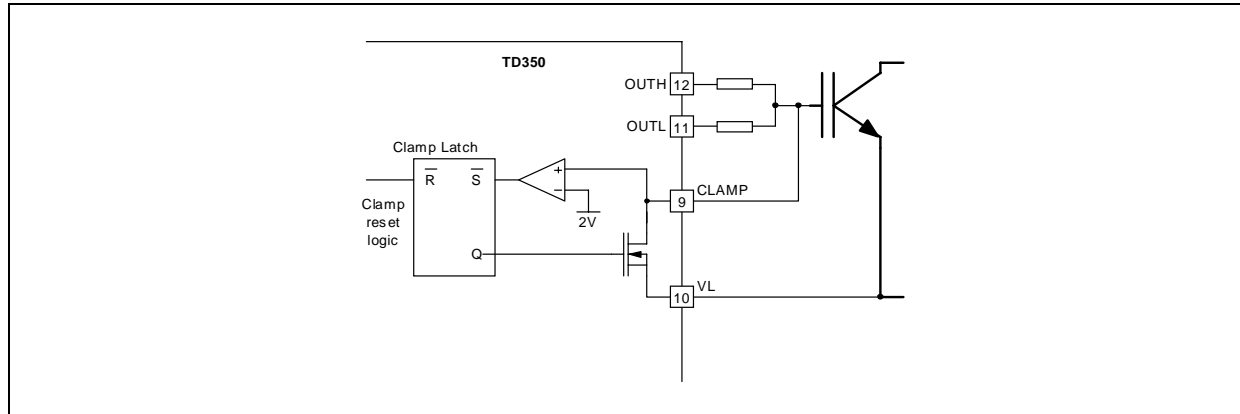 TD350
OUTH
12
OUTL
11
Clamp Latch
R
S
+
−
2V
CLAMP
9
Clamp
reset
logic
Q
VL
10